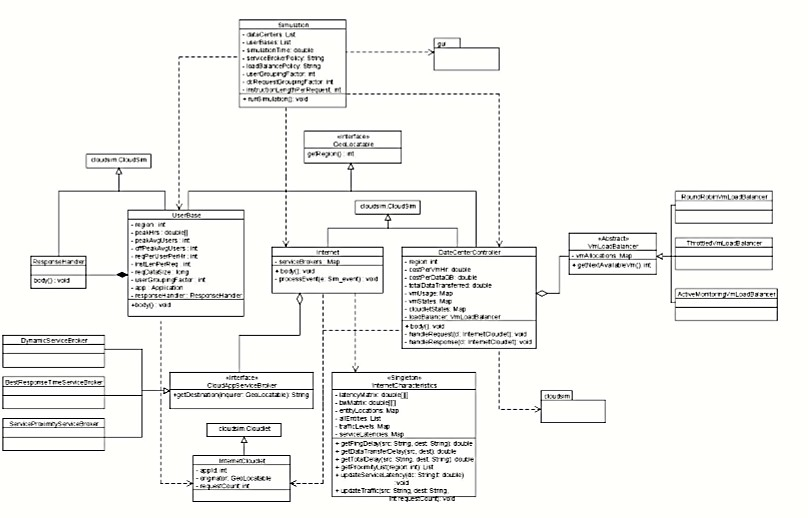 Simulation
- dataCenters: List
- userBases: List
- simulationTime: double
- serviceBrokerPolicy: String
- loadBalancePolicy: String
- userGroupingFactor: int
- dcRequestGroupingFactor: int
- instructionLengthPerRequest: int
+ runSimulation(): void
gui
«Interface»
GeoLocatable
getRegion() : int
cloudsim.CloudSim
cloudsim.CloudSim
UserBase
- region: int
- peakHrs: double[]
- peakAvgUsers: int
- offPeakAvgUsers: int
- reqPerUserPerHr: int
- instLenPerReq: int
- reqDataSize: long
- userGroupingFactor: int
- app: Application
- responseHandler: ResponseHandler
+body(): void
ResponseHandler
body() : void
Internet
- serviceBrokers: Map
+ body(): void
- processEvent(e: Sim_event) : void
DataCenterController
- region: int
- costPerVmHr: double
- costPerDataGB: double
- totalDataTransferred: double
- vmUsage: Map
- vmStates: Map
- cloudletStates: Map
- loadBalancer: VmLoadBalancer
+ body(): void
- handleRequest(cl: InternetCloudlet): void
- handleResponse(cl: InternetCloudlet): void
«Abstract»
VmLoadBalancer
- vmAllocations: Map
+ getNextAvailableVm(): int
RoundRobinVmLoadBalancer
ThrottledVmLoadBalancer
ActiveMonitoringVmLoadBalancer
DynamicServiceBroker
BestResponseTimeServiceBroker
ServiceProximityServiceBroker
«Interface»
CloudAppServiceBroker
+getDestination(inquirer: GeoLocatable): String
«Singleton»
InternetCharacteristics
- latencyMatrix: double[][]
- bwMatrix: double[][]
- entityLocations: Map
- allEntities: List
- trafficLevels: Map
- serviceLatencies: Map
+ getPingDelay(src: String, dest: String): double
+ getDataTransferDelay(src, dest): double
+ getTotalDelay(src: String, dest: String): double
+ getProximityList(region: int): List
+ updateServiceLatency(dc: String, l: double):
void
+ updateTraffic(src: String, dest: String,
int requestCount): void
cloudsim
cloudsim.Cloudlet
InternetCloudlet
- appId: int
- originator: GeoLocatable
- requestCount: int